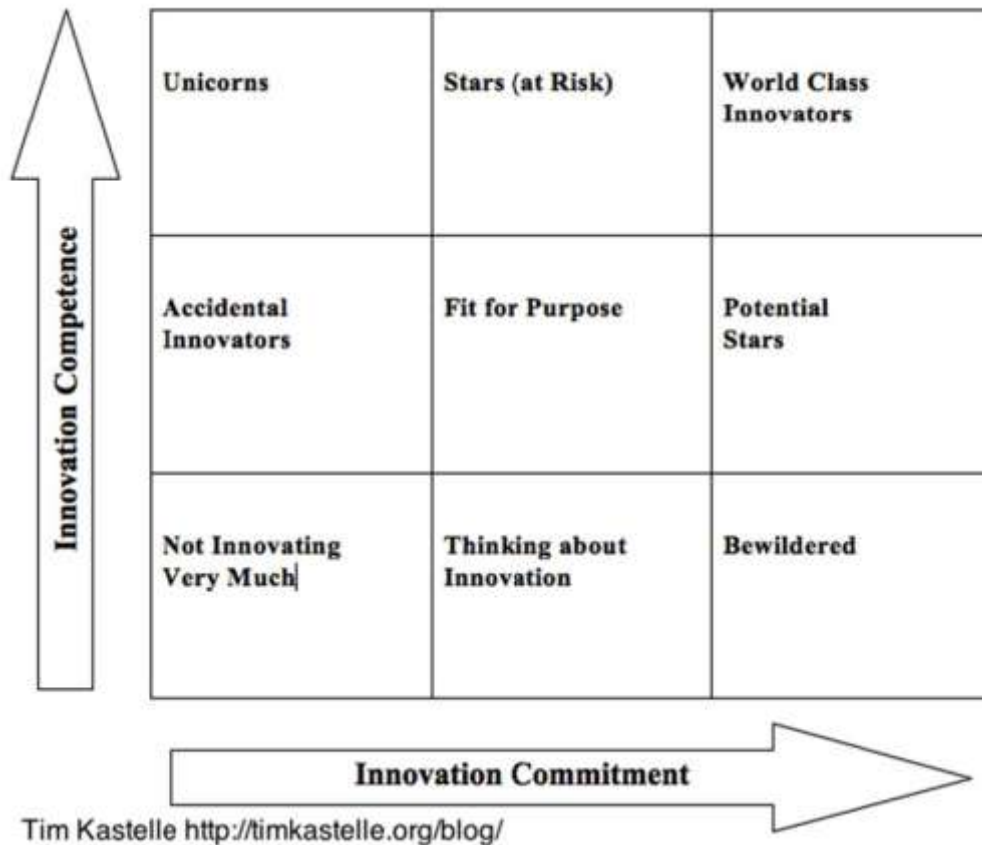 Unicorns
Stars (at Risk)
World Class
Innovators
Accidental
Innovators
Fit for Purpose
Potential
Stars
Not Innovating
Very Much
Thinking about
Innovation
Bewildered
Innovation Competence
Innovation Commitment
Tim Kastelle http://timkastelle.org/blog/